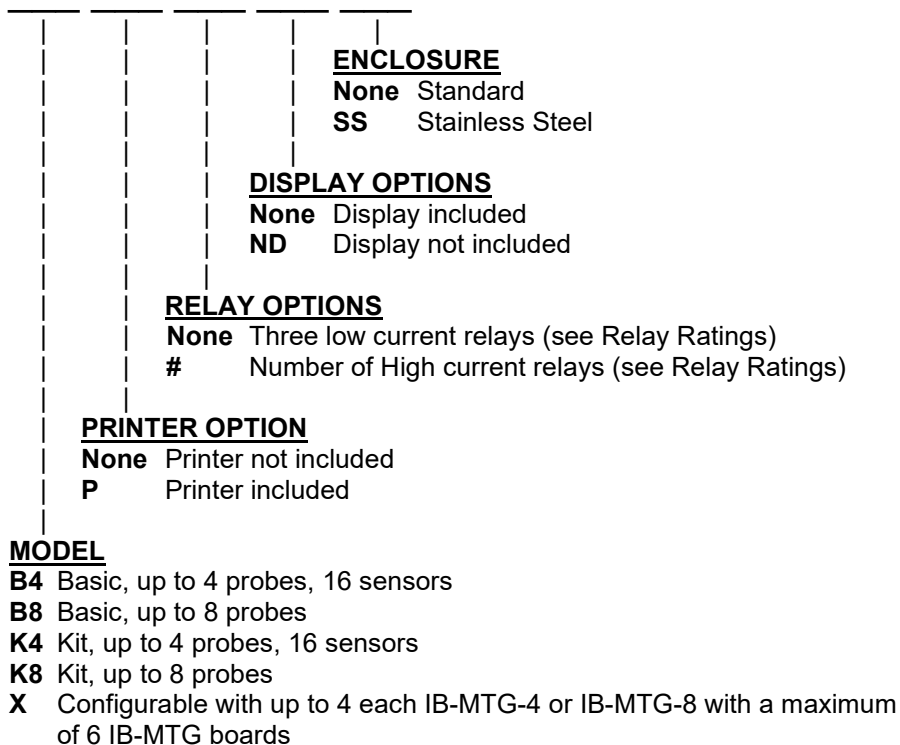 ENCLOSURE
None Standard
SS Stainless Steel
DISPLAY OPTIONS
None Display included
ND Display not included
RELAY OPTIONS
None Three low current relays (see Relay Ratings)
# Number of High current relays (see Relay Ratings)
PRINTER OPTION
None Printer not included
P Printer included
MODEL
B4 Basic, up to 4 probes, 16 sensors
B8 Basic, up to 8 probes
K4 Kit, up to 4 probes, 16 sensors
K8 Kit, up to 8 probes
X Configurable with up to 4 each IB-MTG-4 or IB-MTG-8 with a maximum
of 6 IB-MTG boards